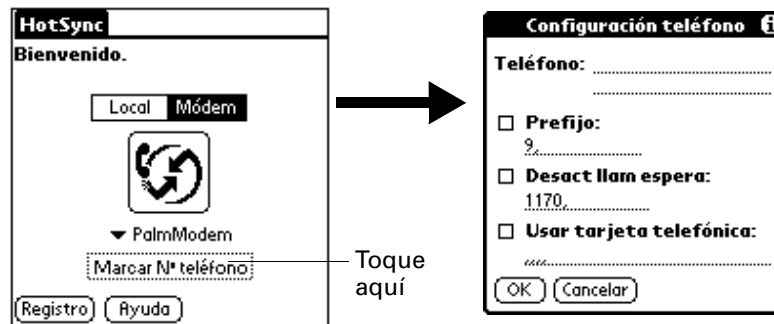 HotSync
Bienvenido.
Local Módem
PalmModem
Marcar Nº teléfono
Registro Ayuda
Toque
aquí
Configuración teléfono i
Teléfono:
Prefijo:
9,
Desact llam espera:
1170,
Usar tarjeta telefónica:
,,,,
OK Cancelar